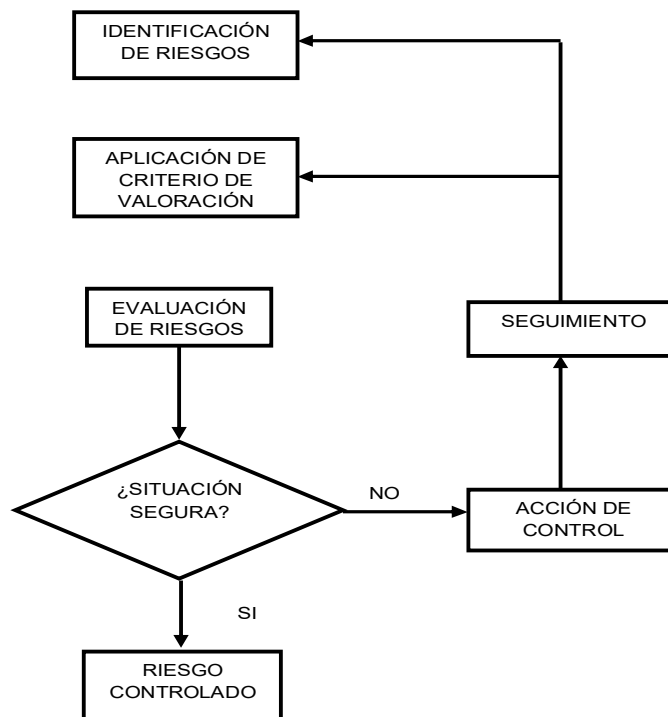 IDENTIFICACIÓN
DE RIESGOS
APLICACIÓN DE
CRITERIO DE
VALORACIÓN
EVALUACIÓN
DE RIESGOS
SEGUIMIENTO
¿SITUACIÓN
SEGURA?
NO
ACCIÓN DE
CONTROL
SI
RIESGO
CONTROLADO